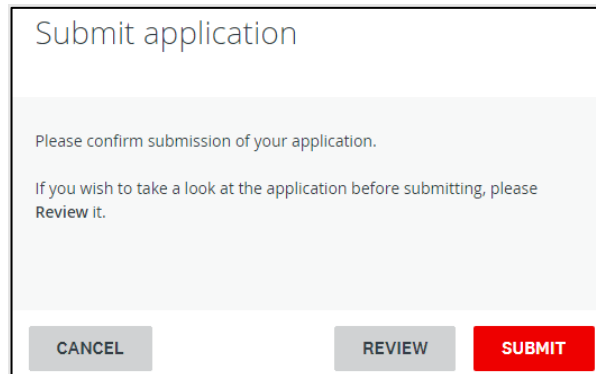 Submit application
Please confirm submission of your application.
If you wish to take a look at the application before submitting, please
Review it.
CANCEL REVIEW SUBMIT